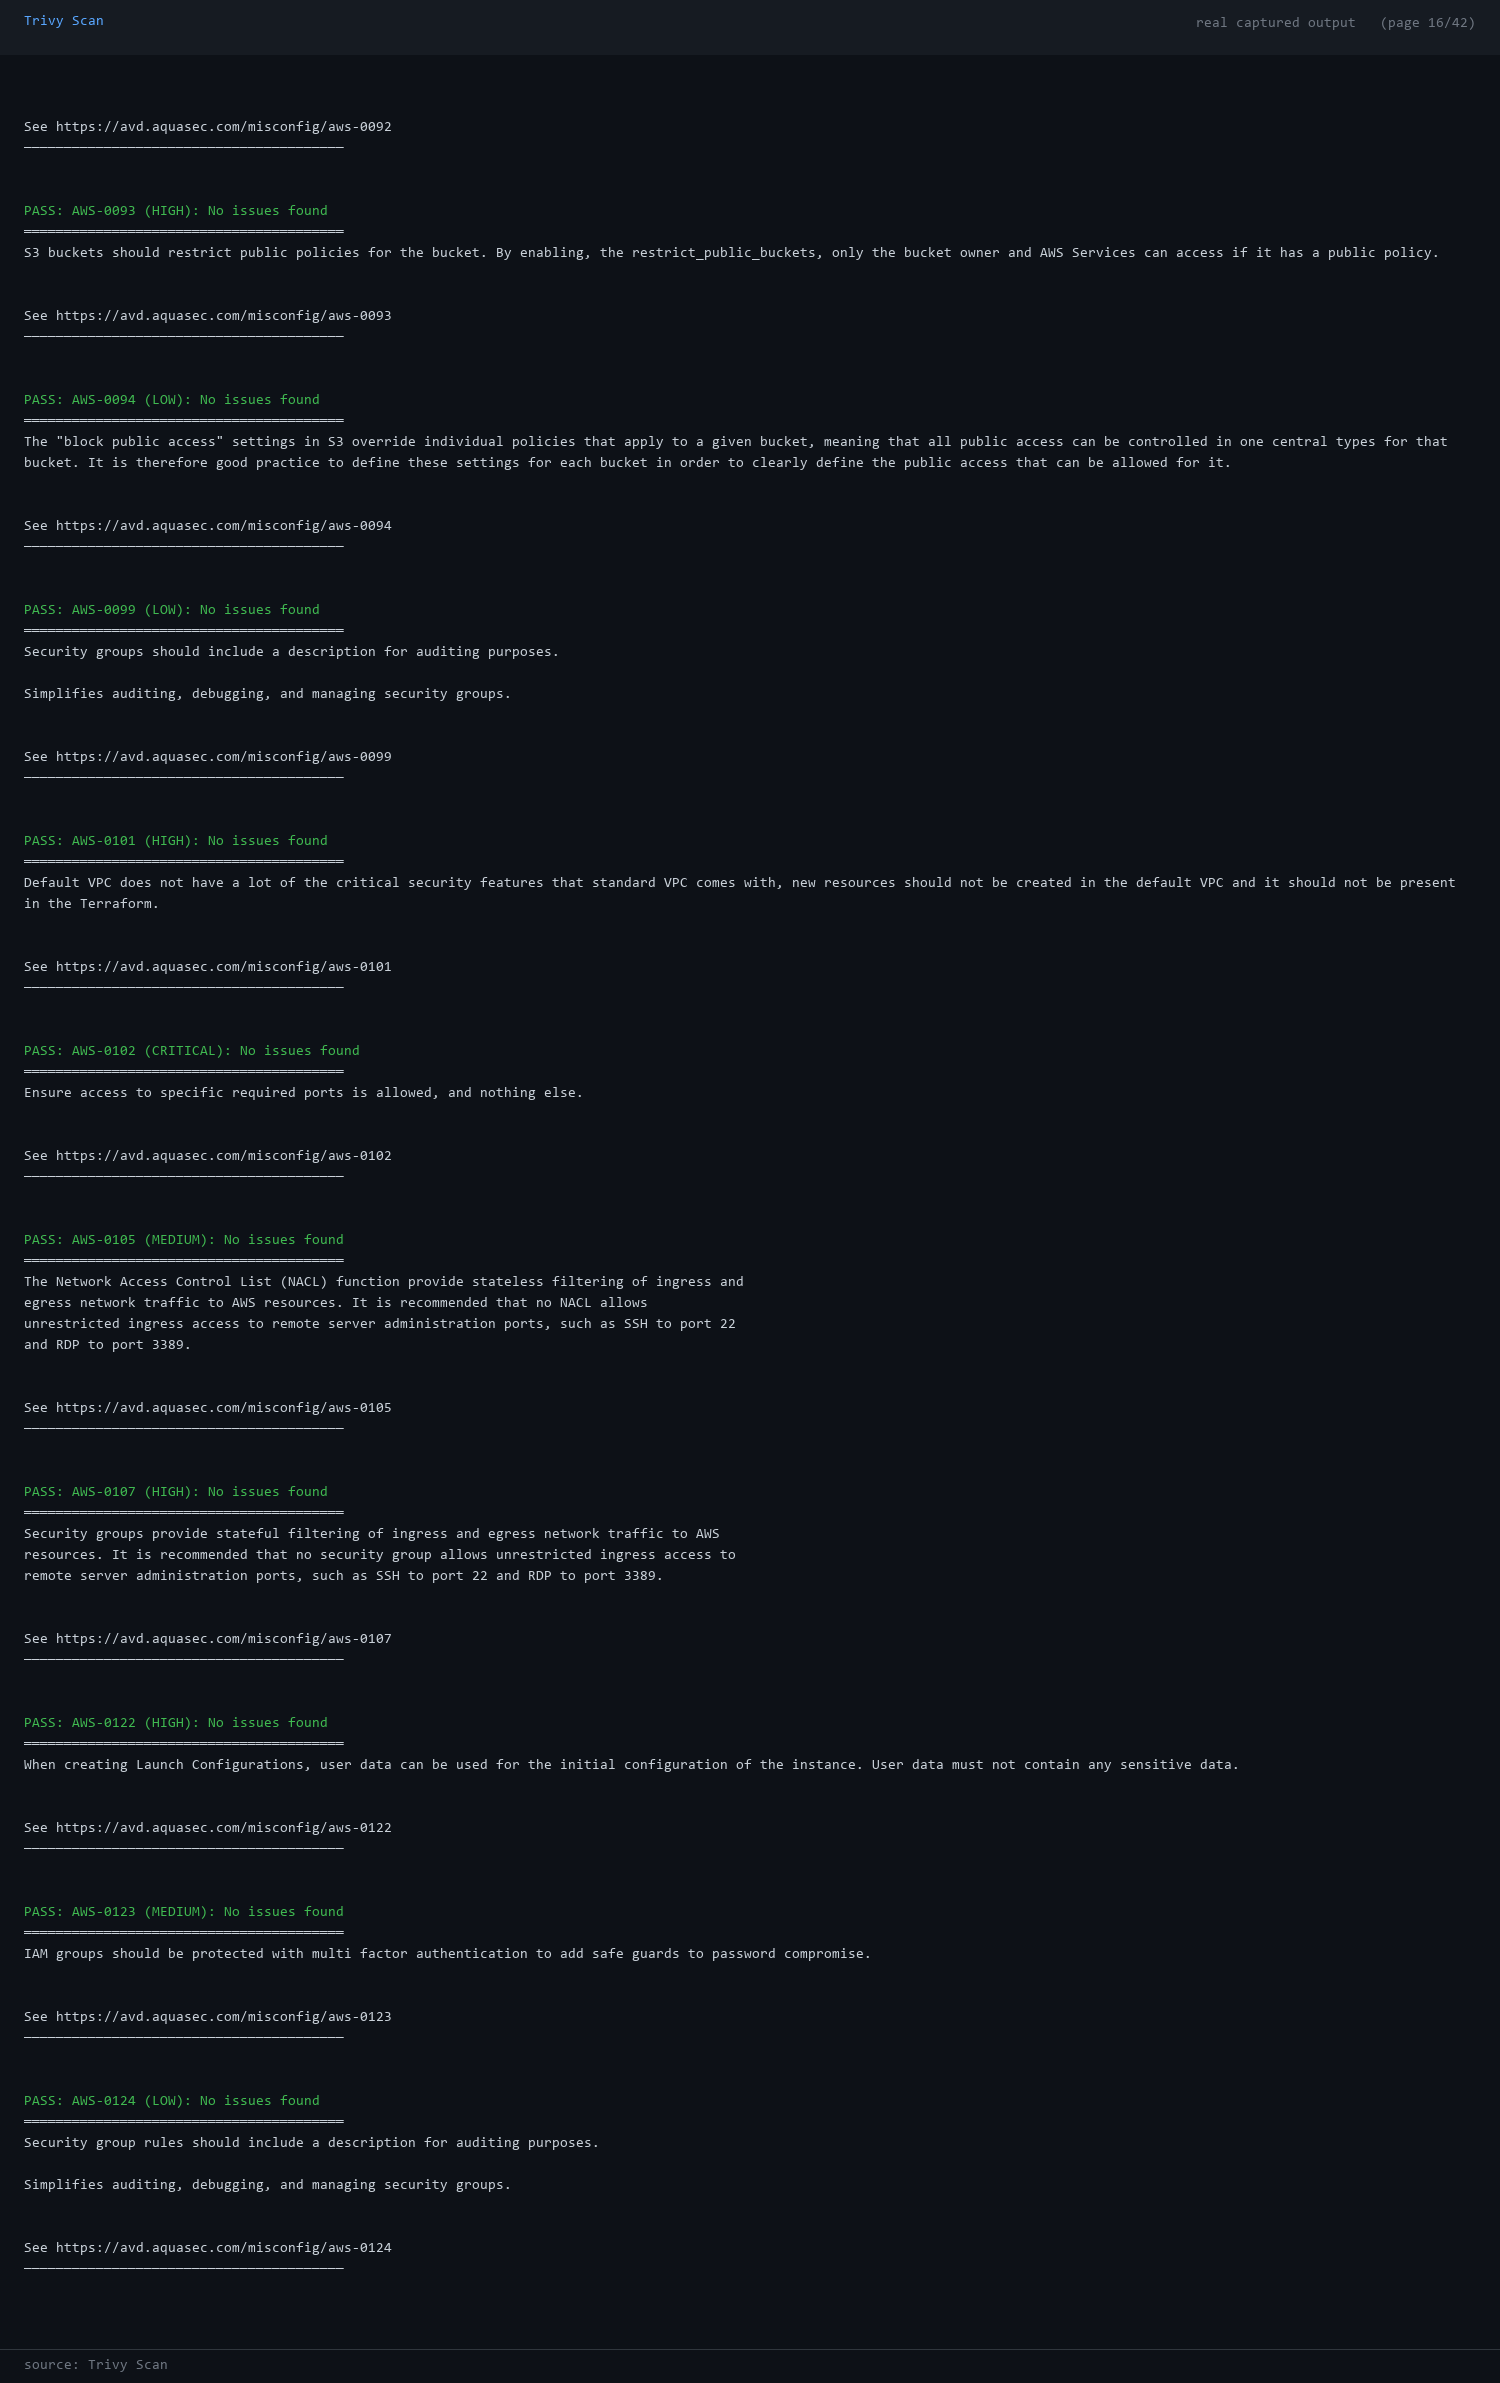 Trivy Scan
real captured output (page 16/42)
See https://avd.aquasec.com/misconfig/aws-0092
────────────────────────────────────────
PASS: AWS-0093 (HIGH): No issues found
════════════════════════════════════════
S3 buckets should restrict public policies for the bucket. By enabling, the restrict_public_buckets, only the bucket owner and AWS Services can access if it has a public policy.
See https://avd.aquasec.com/misconfig/aws-0093
────────────────────────────────────────
PASS: AWS-0094 (LOW): No issues found
════════════════════════════════════════
The "block public access" settings in S3 override individual policies that apply to a given bucket, meaning that all public access can be controlled in one central types for that
bucket. It is therefore good practice to define these settings for each bucket in order to clearly define the public access that can be allowed for it.
See https://avd.aquasec.com/misconfig/aws-0094
────────────────────────────────────────
PASS: AWS-0099 (LOW): No issues found
════════════════════════════════════════
Security groups should include a description for auditing purposes.
Simplifies auditing, debugging, and managing security groups.
See https://avd.aquasec.com/misconfig/aws-0099
────────────────────────────────────────
PASS: AWS-0101 (HIGH): No issues found
════════════════════════════════════════
Default VPC does not have a lot of the critical security features that standard VPC comes with, new resources should not be created in the default VPC and it should not be present
in the Terraform.
See https://avd.aquasec.com/misconfig/aws-0101
────────────────────────────────────────
PASS: AWS-0102 (CRITICAL): No issues found
════════════════════════════════════════
Ensure access to specific required ports is allowed, and nothing else.
See https://avd.aquasec.com/misconfig/aws-0102
────────────────────────────────────────
PASS: AWS-0105 (MEDIUM): No issues found
════════════════════════════════════════
The Network Access Control List (NACL) function provide stateless filtering of ingress and
egress network traffic to AWS resources. It is recommended that no NACL allows
unrestricted ingress access to remote server administration ports, such as SSH to port 22
and RDP to port 3389.
See https://avd.aquasec.com/misconfig/aws-0105
────────────────────────────────────────
PASS: AWS-0107 (HIGH): No issues found
════════════════════════════════════════
Security groups provide stateful filtering of ingress and egress network traffic to AWS
resources. It is recommended that no security group allows unrestricted ingress access to
remote server administration ports, such as SSH to port 22 and RDP to port 3389.
See https://avd.aquasec.com/misconfig/aws-0107
────────────────────────────────────────
PASS: AWS-0122 (HIGH): No issues found
════════════════════════════════════════
When creating Launch Configurations, user data can be used for the initial configuration of the instance. User data must not contain any sensitive data.
See https://avd.aquasec.com/misconfig/aws-0122
────────────────────────────────────────
PASS: AWS-0123 (MEDIUM): No issues found
════════════════════════════════════════
IAM groups should be protected with multi factor authentication to add safe guards to password compromise.
See https://avd.aquasec.com/misconfig/aws-0123
────────────────────────────────────────
PASS: AWS-0124 (LOW): No issues found
════════════════════════════════════════
Security group rules should include a description for auditing purposes.
Simplifies auditing, debugging, and managing security groups.
See https://avd.aquasec.com/misconfig/aws-0124
────────────────────────────────────────
source: Trivy Scan